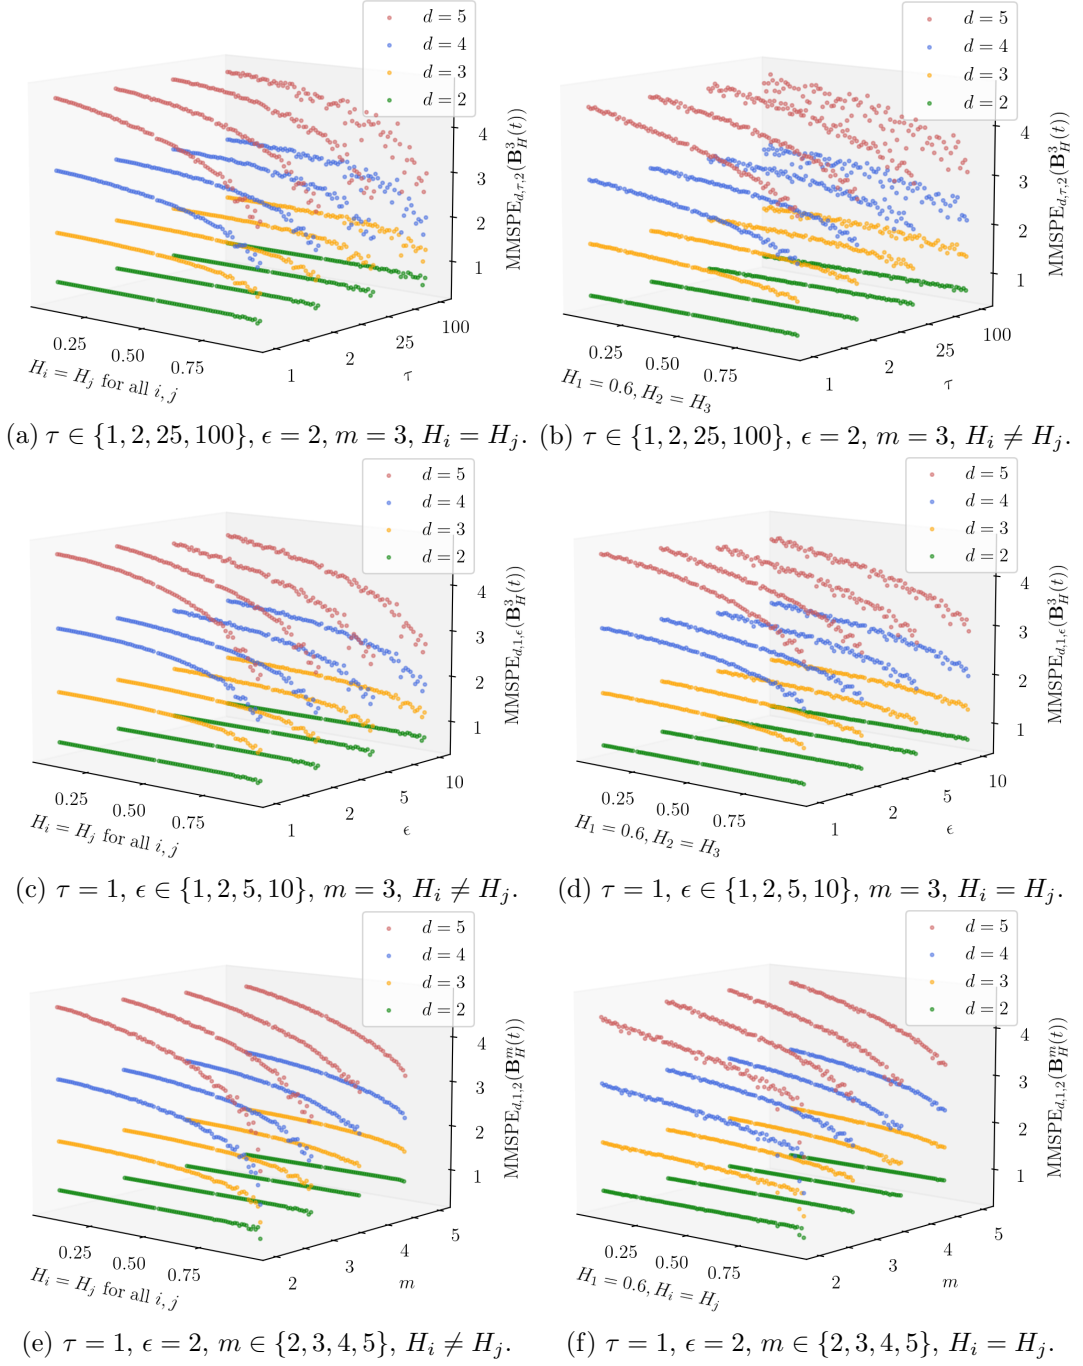 d = 5
d = 4
d = 3
d = 2
MMSPE_{d,τ,2}(B^3_H(t))
4
3
2
1
0.25
0.50
0.75
H_i = H_j for all i, j
1
2
25
100
τ
d = 5
d = 4
d = 3
d = 2
MMSPE_{d,τ,2}(B^3_H(t))
4
3
2
1
0.25
0.50
0.75
H_1 = 0.6, H_2 = H_3
1
2
25
100
τ
(a) τ ∈ {1, 2, 25, 100}, ϵ = 2, m = 3, H_i = H_j.
(b) τ ∈ {1, 2, 25, 100}, ϵ = 2, m = 3, H_i ≠ H_j.
d = 5
d = 4
d = 3
d = 2
MMSPE_{d,1,ϵ}(B^3_H(t))
4
3
2
1
0.25
0.50
0.75
H_i = H_j for all i, j
1
2
5
10
ϵ
d = 5
d = 4
d = 3
d = 2
MMSPE_{d,1,ϵ}(B^3_H(t))
4
3
2
1
0.25
0.50
0.75
H_1 = 0.6, H_2 = H_3
1
2
5
10
ϵ
(c) τ = 1, ϵ ∈ {1, 2, 5, 10}, m = 3, H_i ≠ H_j.
(d) τ = 1, ϵ ∈ {1, 2, 5, 10}, m = 3, H_i = H_j.
d = 5
d = 4
d = 3
d = 2
MMSPE_{d,1,2}(B^m_H(t))
4
3
2
1
0.25
0.50
0.75
H_i = H_j for all i, j
2
3
4
5
m
d = 5
d = 4
d = 3
d = 2
MMSPE_{d,1,2}(B^m_H(t))
4
3
2
1
0.25
0.50
0.75
H_1 = 0.6, H_i = H_j
2
3
4
5
m
(e) τ = 1, ϵ = 2, m ∈ {2, 3, 4, 5}, H_i ≠ H_j.
(f) τ = 1, ϵ = 2, m ∈ {2, 3, 4, 5}, H_i = H_j.